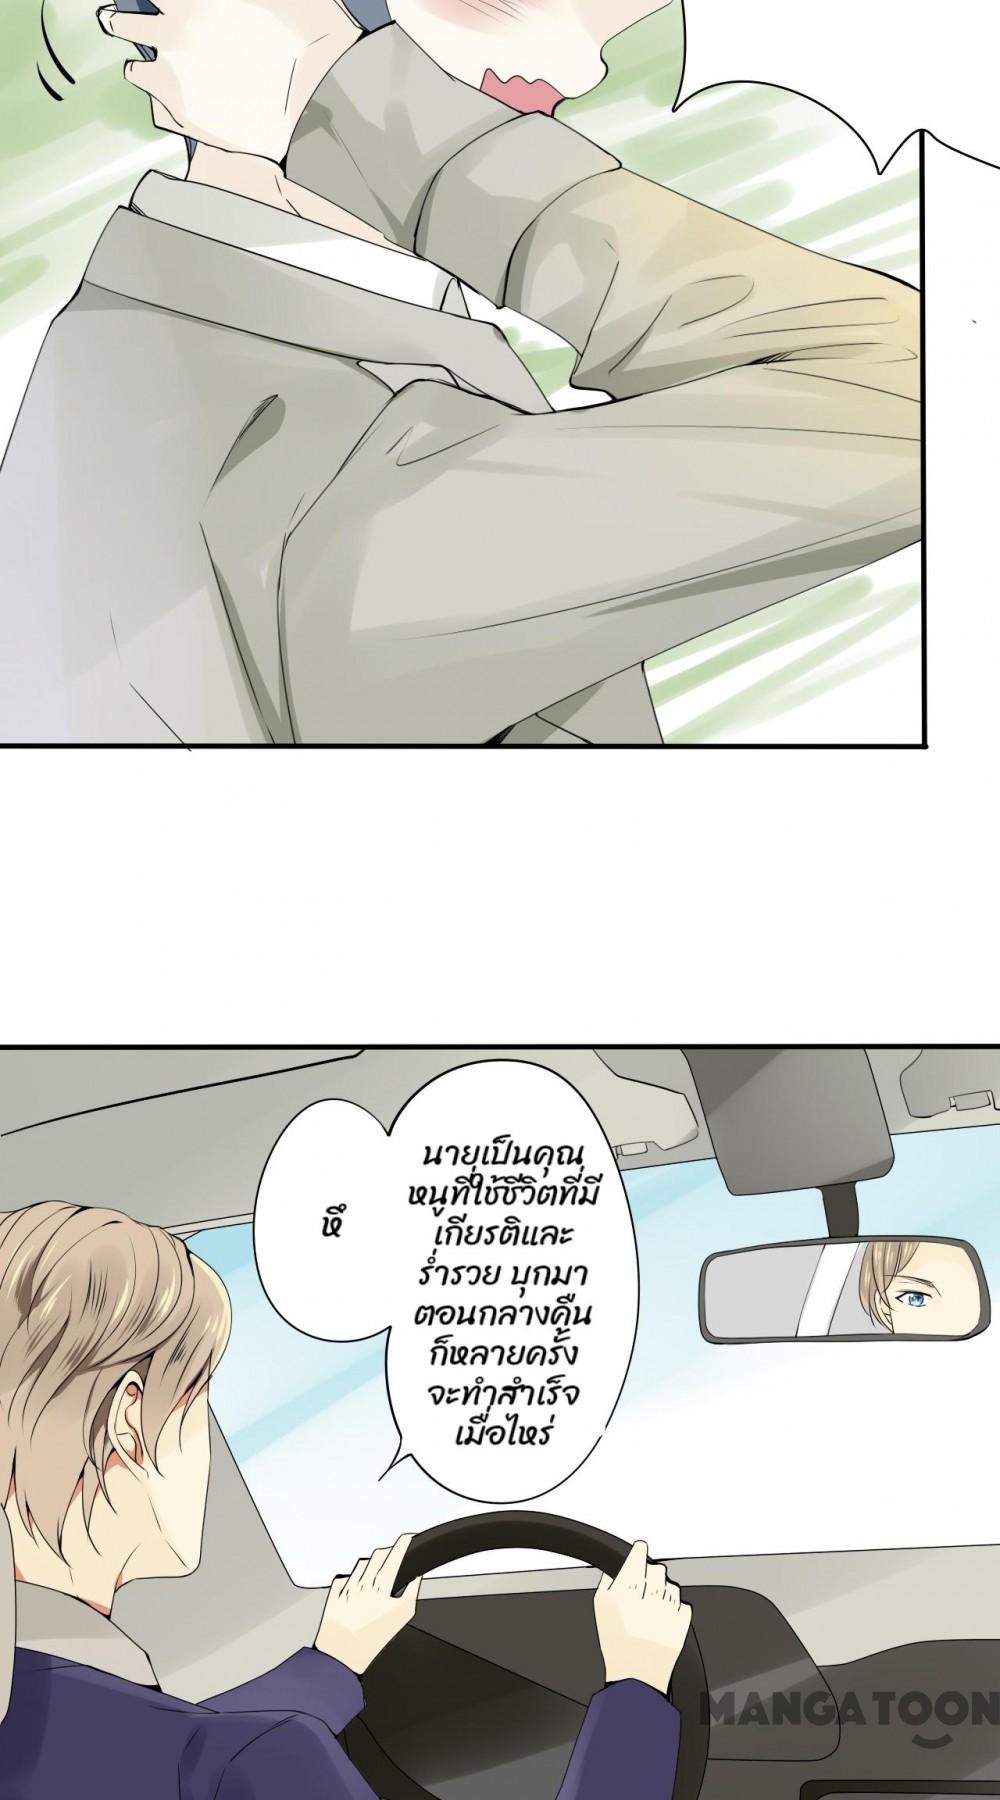 หึ
นายเป็นคุณ
หนูที่ใช้ชีวิตที่มี
เกียรติและ
ร่ำรวย บุกมา
ตอนกลางคืน
ก็หลายครั้ง
จะทำสำเร็จ
เมื่อไหร่
MANGATOON